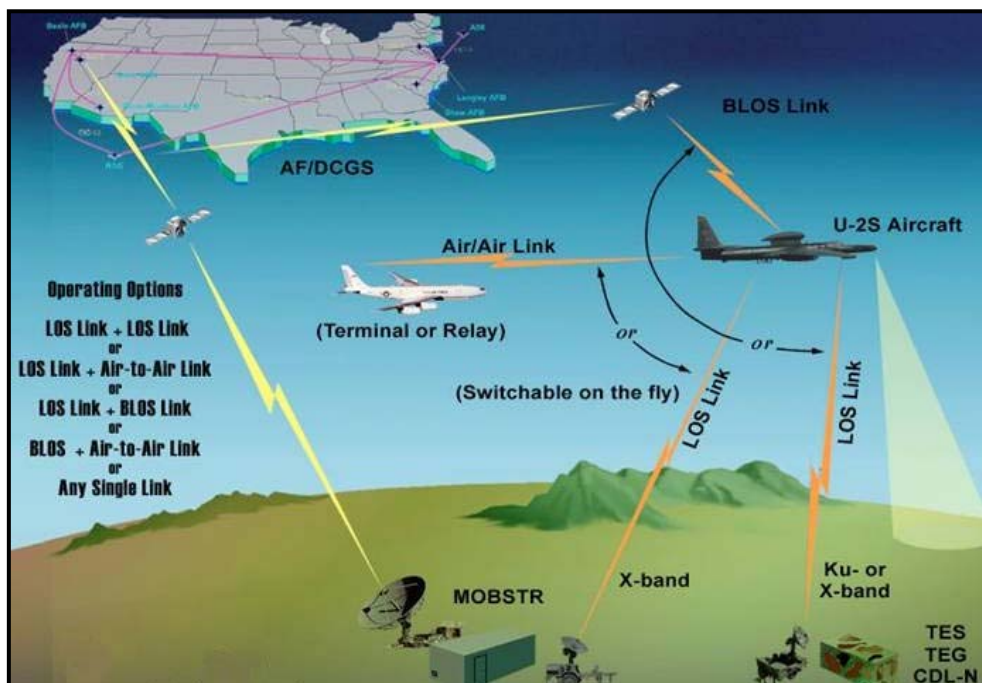 Beale AFB
Langley AFB
Shaw AFB
AF/DCGS
BLOS Link
U-2S Aircraft
Air/Air Link
(Terminal or Relay)
or
or
(Switchable on the fly)
LOS Link
LOS Link
Operating Options
LOS Link + LOS Link
or
LOS Link + Air-to-Air Link
or
LOS Link + BLOS Link
or
BLOS + Air-to-Air Link
or
Any Single Link
X-band
Ku- or
X-band
MOBSTR
TES
TEG
CDL-N